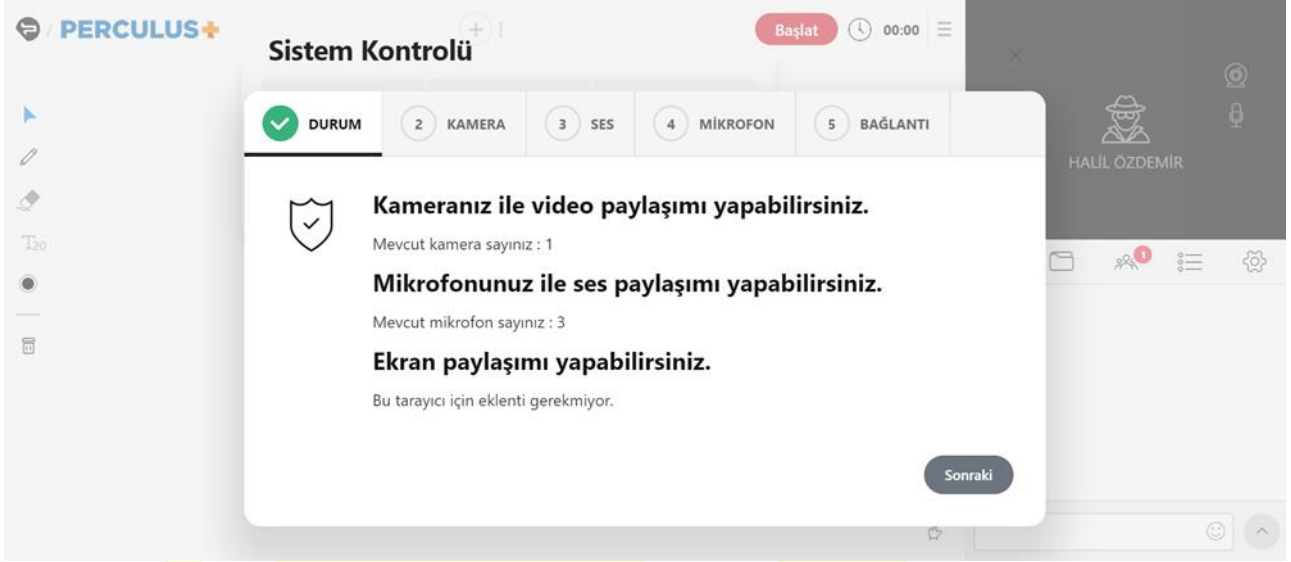 PERCULUS+
Başlat
00:00
Sistem Kontrolü
DURUM
2 KAMERA
3 SES
4 MİKROFON
5 BAĞLANTI
HALİL ÖZDEMİR
Kameranız ile video paylaşımı yapabilirsiniz.
Mevcut kamera sayınız : 1
T20
1
Mikrofonunuz ile ses paylaşımı yapabilirsiniz.
Mevcut mikrofon sayınız : 3
Ekran paylaşımı yapabilirsiniz.
Bu tarayıcı için eklenti gerekmiyor.
Sonraki